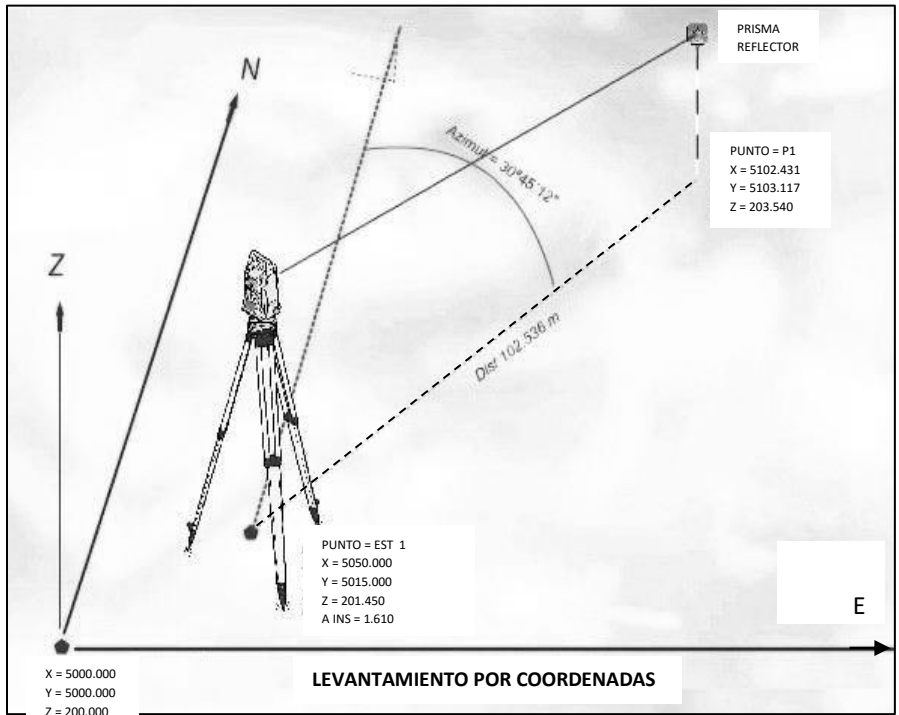 PRISMA
REFLECTOR
N
Azimut = 30°45'12"
PUNTO = P1
X = 5102.431
Y = 5103.117
Z = 203.540
Z
Dist 102.536 m
PUNTO = EST 1
X = 5050.000
Y = 5015.000
Z = 201.450
A INS = 1.610
E
X = 5000.000
Y = 5000.000
Z = 200.000
LEVANTAMIENTO POR COORDENADAS